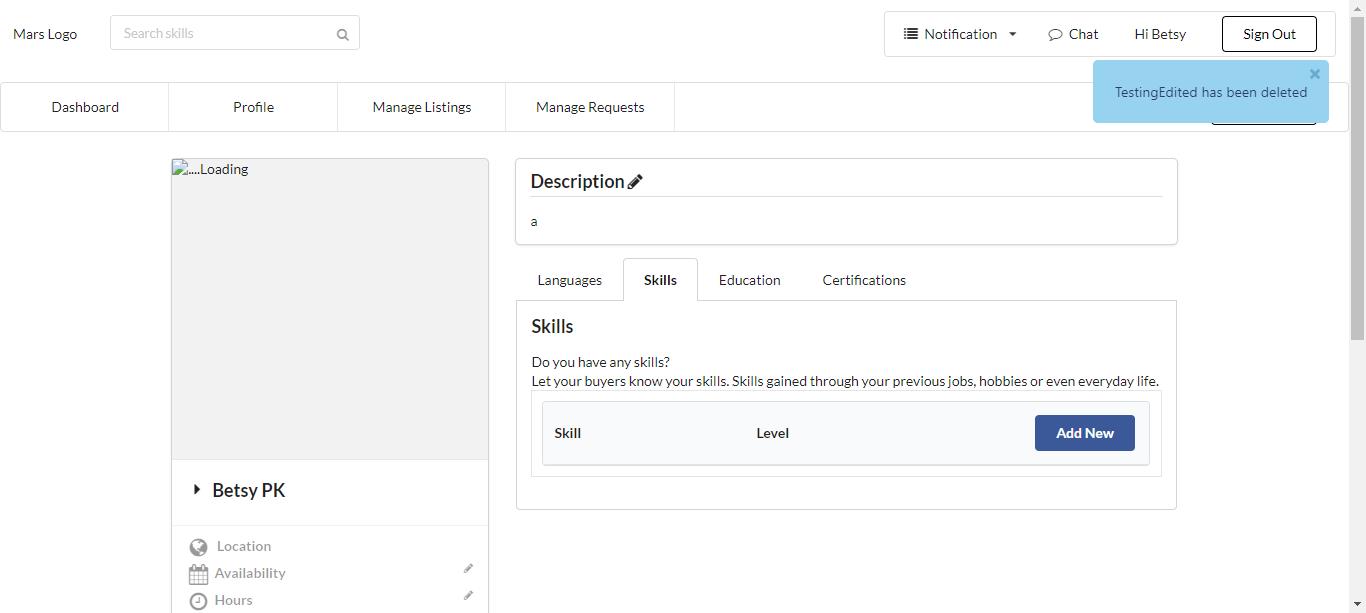 Mars Logo
Search skills
Notification
Chat
Hi Betsy
Sign Out
TestingEdited has been deleted
Dashboard
Profile
Manage Listings
Manage Requests
....Loading
Betsy PK
Location
Availability
Hours
Description
a
Languages
Skills
Education
Certifications
Skills
Do you have any skills?
Let your buyers know your skills. Skills gained through your previous jobs, hobbies or even everyday life.
Skill
Level
Add New